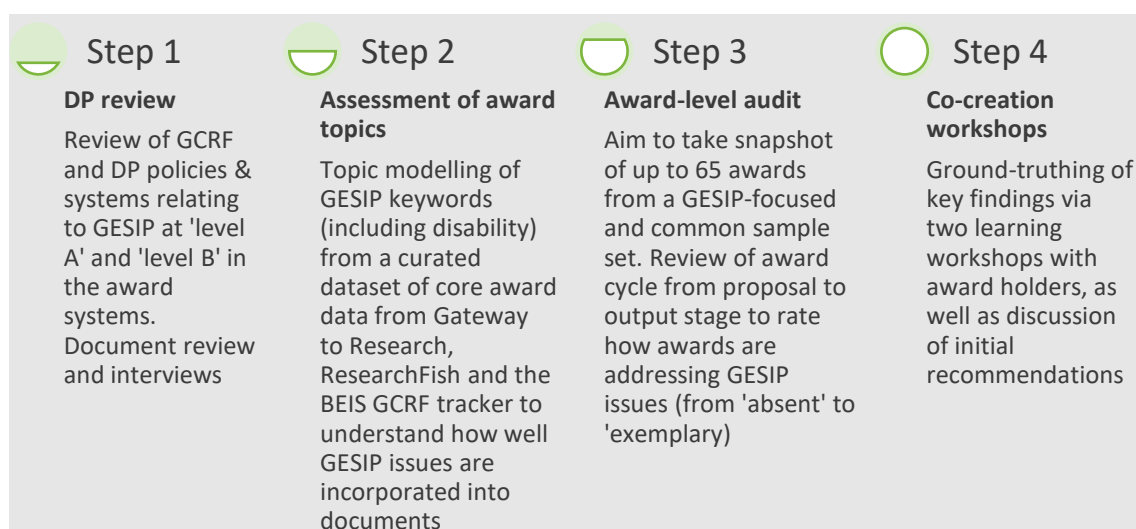 Step 1
DP review
Review of GCRF
and DP policies &
systems relating
to GESIP at 'level
A' and 'level B' in
the award
systems.
Document review
and interviews
Step 2
Assessment of award
topics
Topic modelling of
GESIP keywords
(including disability)
from a curated
dataset of core award
data from Gateway
to Research,
ResearchFish and the
BEIS GCRF tracker to
understand how well
GESIP issues are
incorporated into
documents
Step 3
Award-level audit
Aim to take snapshot
of up to 65 awards
from a GESIP-focused
and common sample
set. Review of award
cycle from proposal to
output stage to rate
how awards are
addressing GESIP
issues (from 'absent' to
'exemplary)
Step 4
Co-creation
workshops
Ground-truthing of
key findings via
two learning
workshops with
award holders, as
well as discussion
of initial
recommendations